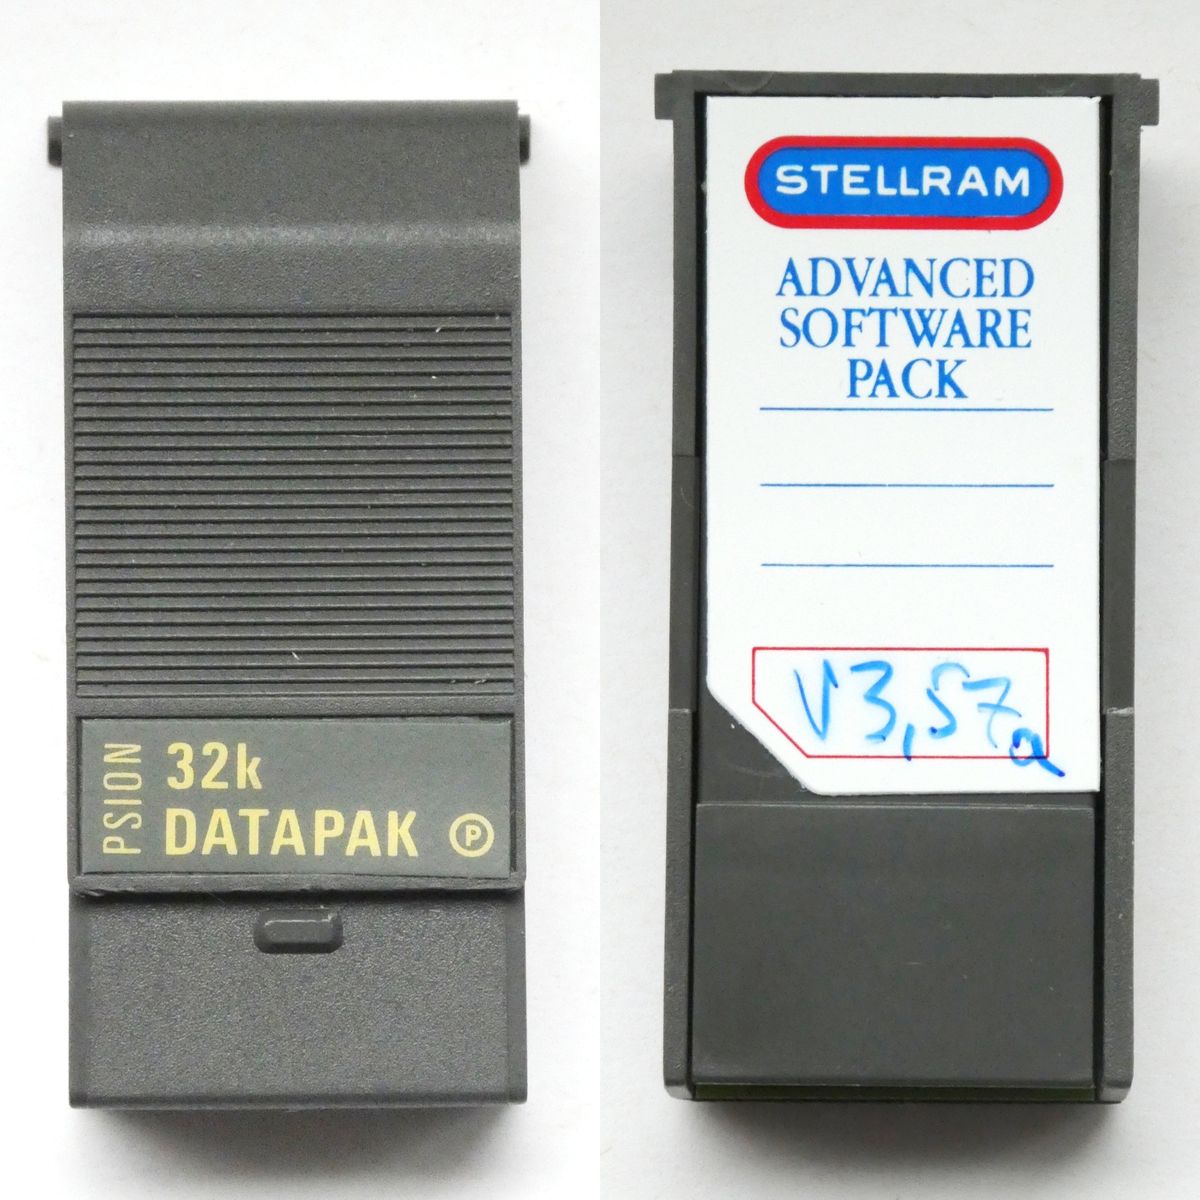 PSION
32k
DATAPAK
P
STELLRAM
ADVANCED
SOFTWARE
PACK
V3,57a